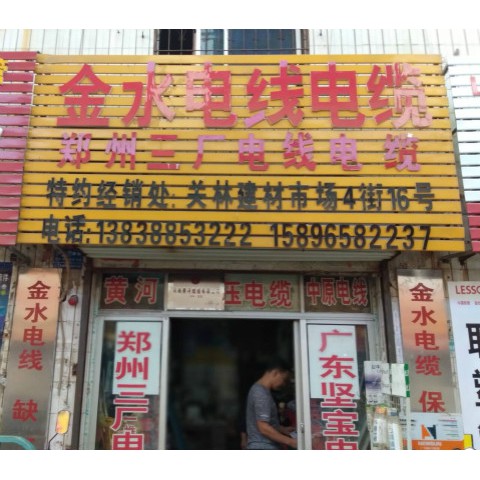 金水电线电缆
郑州三厂电线电缆
特约经销处:关林建材市场4街16号
电话:13838853222 15896582237
黄河
压电缆
中原电线
金水电线 缺
郑州三厂电
广东坚宝电
金水电缆 保
LESSO